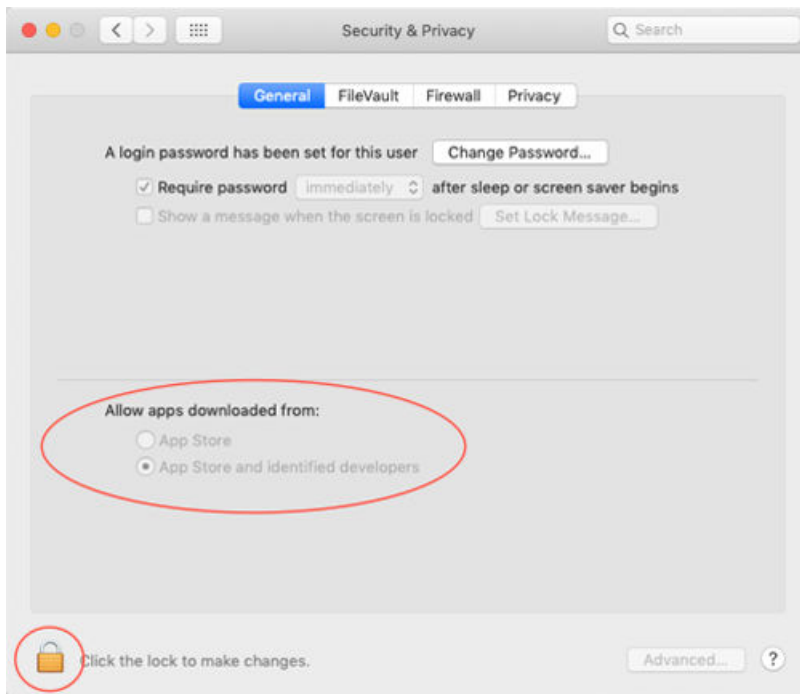 Security & Privacy
Search
General FileVault Firewall Privacy
A login password has been set for this user Change Password...
Require password immediately after sleep or screen saver begins
Show a message when the screen is locked Set Lock Message...
Allow apps downloaded from:
App Store
App Store and identified developers
Click the lock to make changes.
Advanced... ?